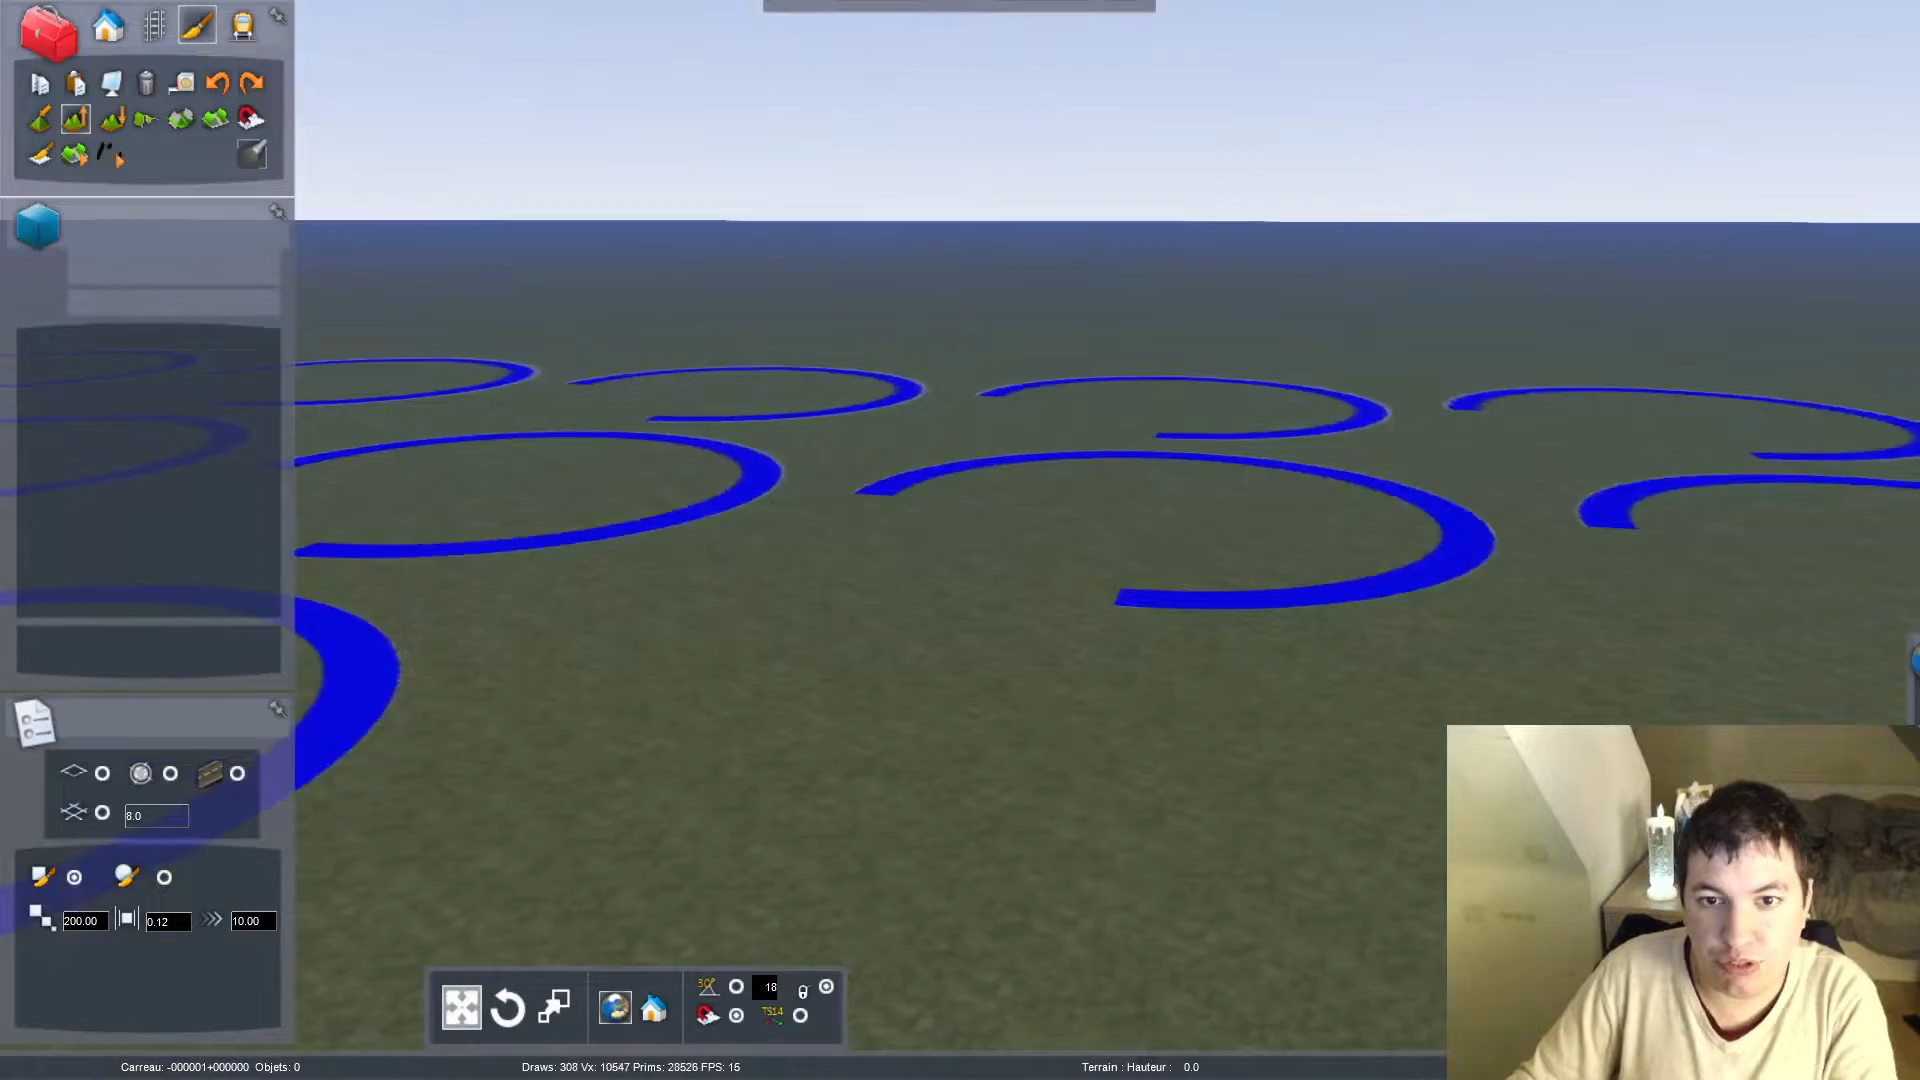 8.0
200.00 0.12 10.00
30° 18
TS14
Carreau: -000001+000000 Objets: 0 Draws: 308 Vx: 10547 Prims: 28526 FPS: 15 Terrain : Hauteur : 0.0